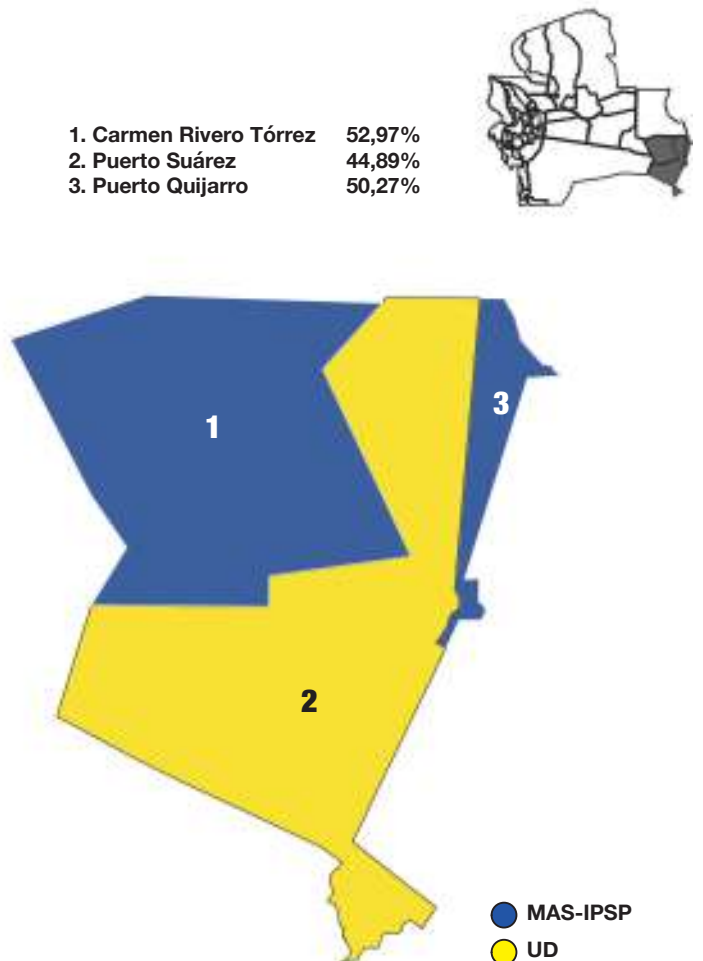 1. Carmen Rivero Tórrez 52,97%
2. Puerto Suárez 44,89%
3. Puerto Quijarro 50,27%
1
3
2
MAS-IPSP
UD